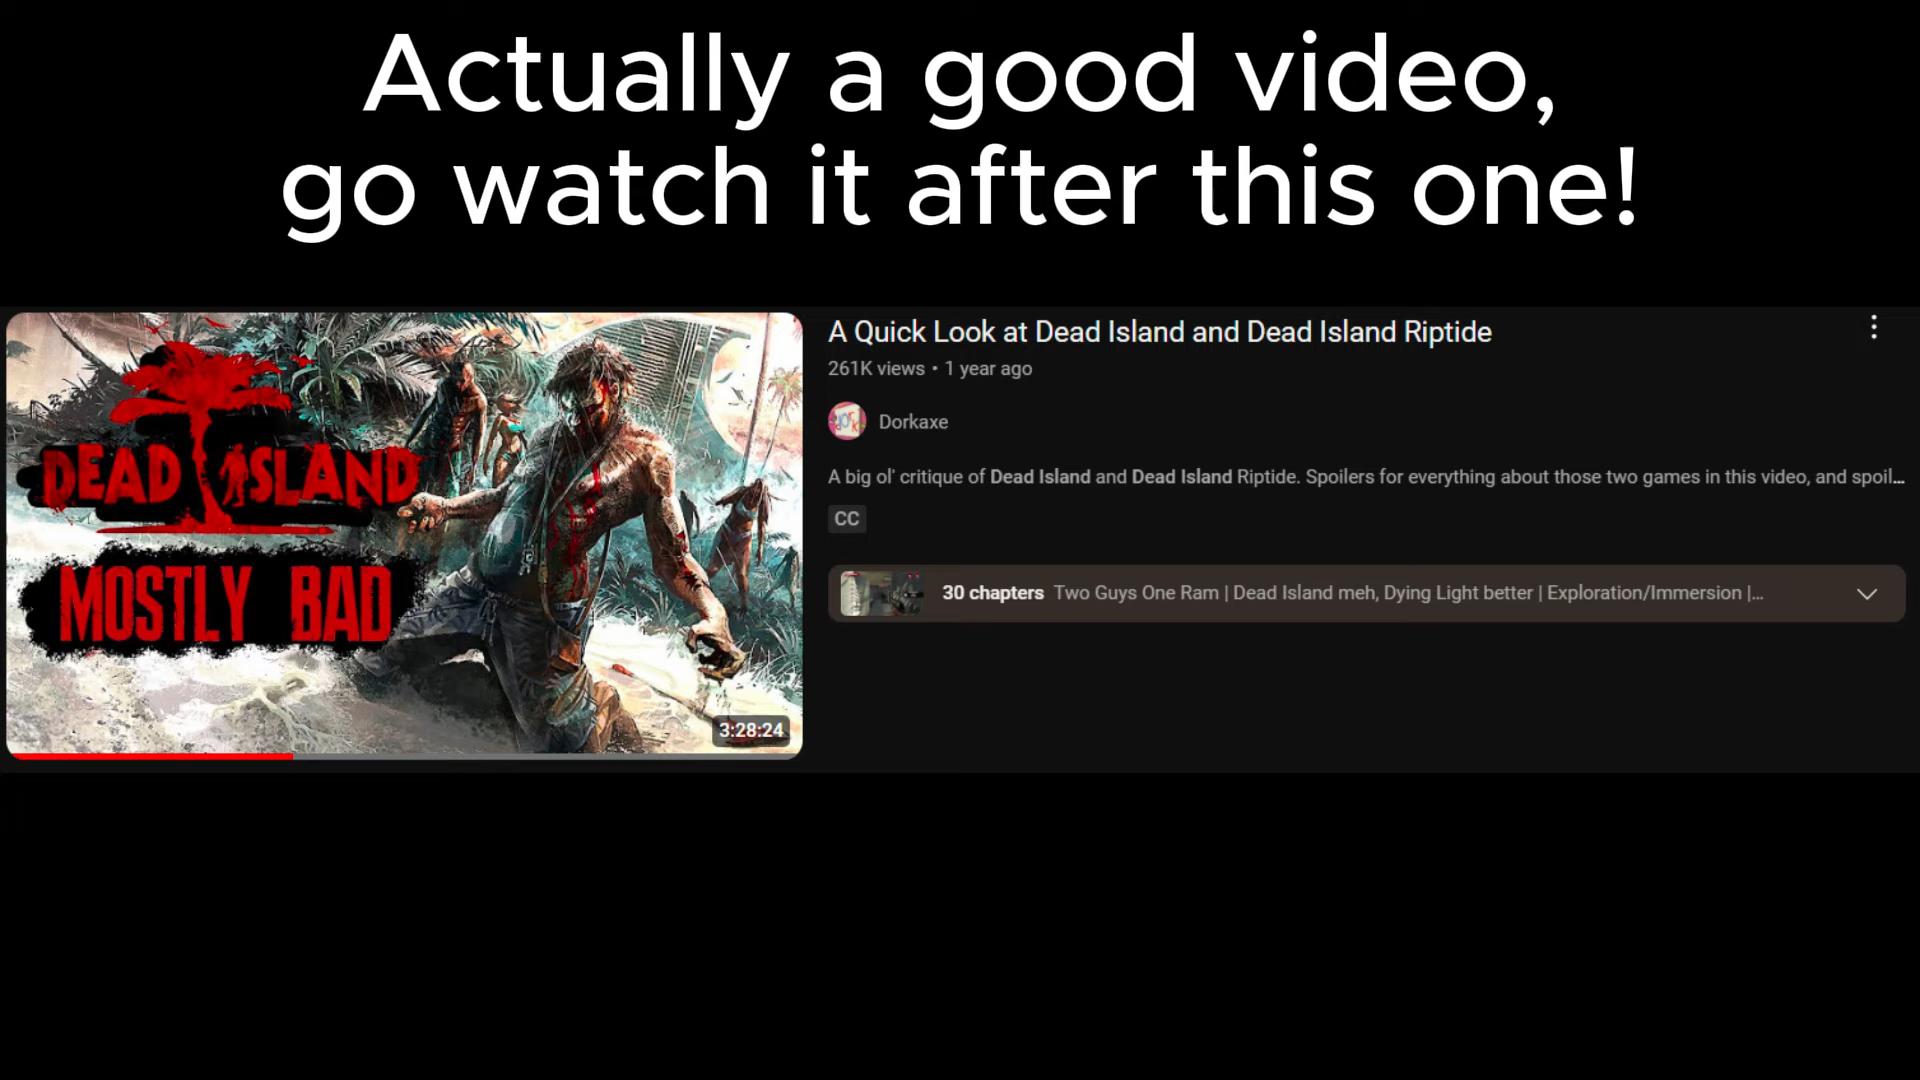 Actually a good video,
go watch it after this one!
DEAD ISLAND
MOSTLY BAD
3:28:24
A Quick Look at Dead Island and Dead Island Riptide
261K views • 1 year ago
Dorkaxe
A big ol' critique of Dead Island and Dead Island Riptide. Spoilers for everything about those two games in this video, and spoil...
CC
30 chapters Two Guys One Ram | Dead Island meh, Dying Light better | Exploration/Immersion |...